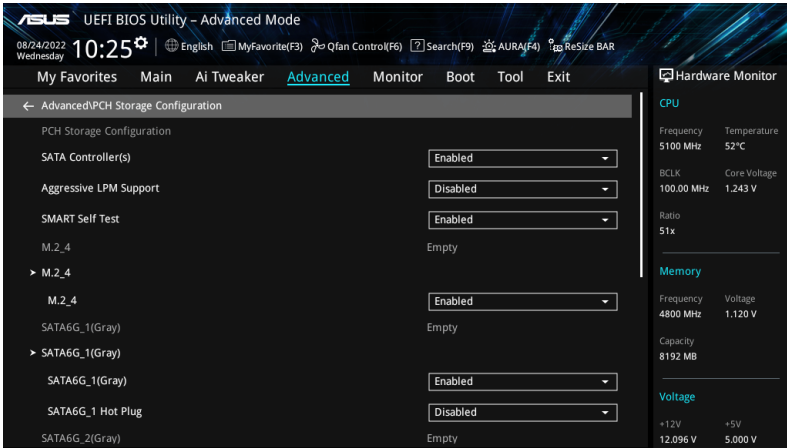 ASUS UEFI BIOS Utility – Advanced Mode
08/24/2022 Wednesday 10:25 English MyFavorite(F3) Qfan Control(F6) ? Search(F9) AURA(F4) ReSize BAR
My Favorites Main Ai Tweaker Advanced Monitor Boot Tool Exit
Hardware Monitor
← Advanced\PCH Storage Configuration
PCH Storage Configuration
SATA Controller(s) Enabled
Aggressive LPM Support Disabled
SMART Self Test Enabled
M.2_4 Empty
M.2_4
M.2_4 Enabled
SATA6G_1(Gray) Empty
SATA6G_1(Gray)
SATA6G_1(Gray) Enabled
SATA6G_1 Hot Plug Disabled
SATA6G_2(Gray) Empty
CPU
Frequency Temperature
5100 MHz 52°C
BCLK Core Voltage
100.00 MHz 1.243 V
Ratio
51x
Memory
Frequency Voltage
4800 MHz 1.120 V
Capacity
8192 MB
Voltage
+12V +5V
12.096 V 5.000 V